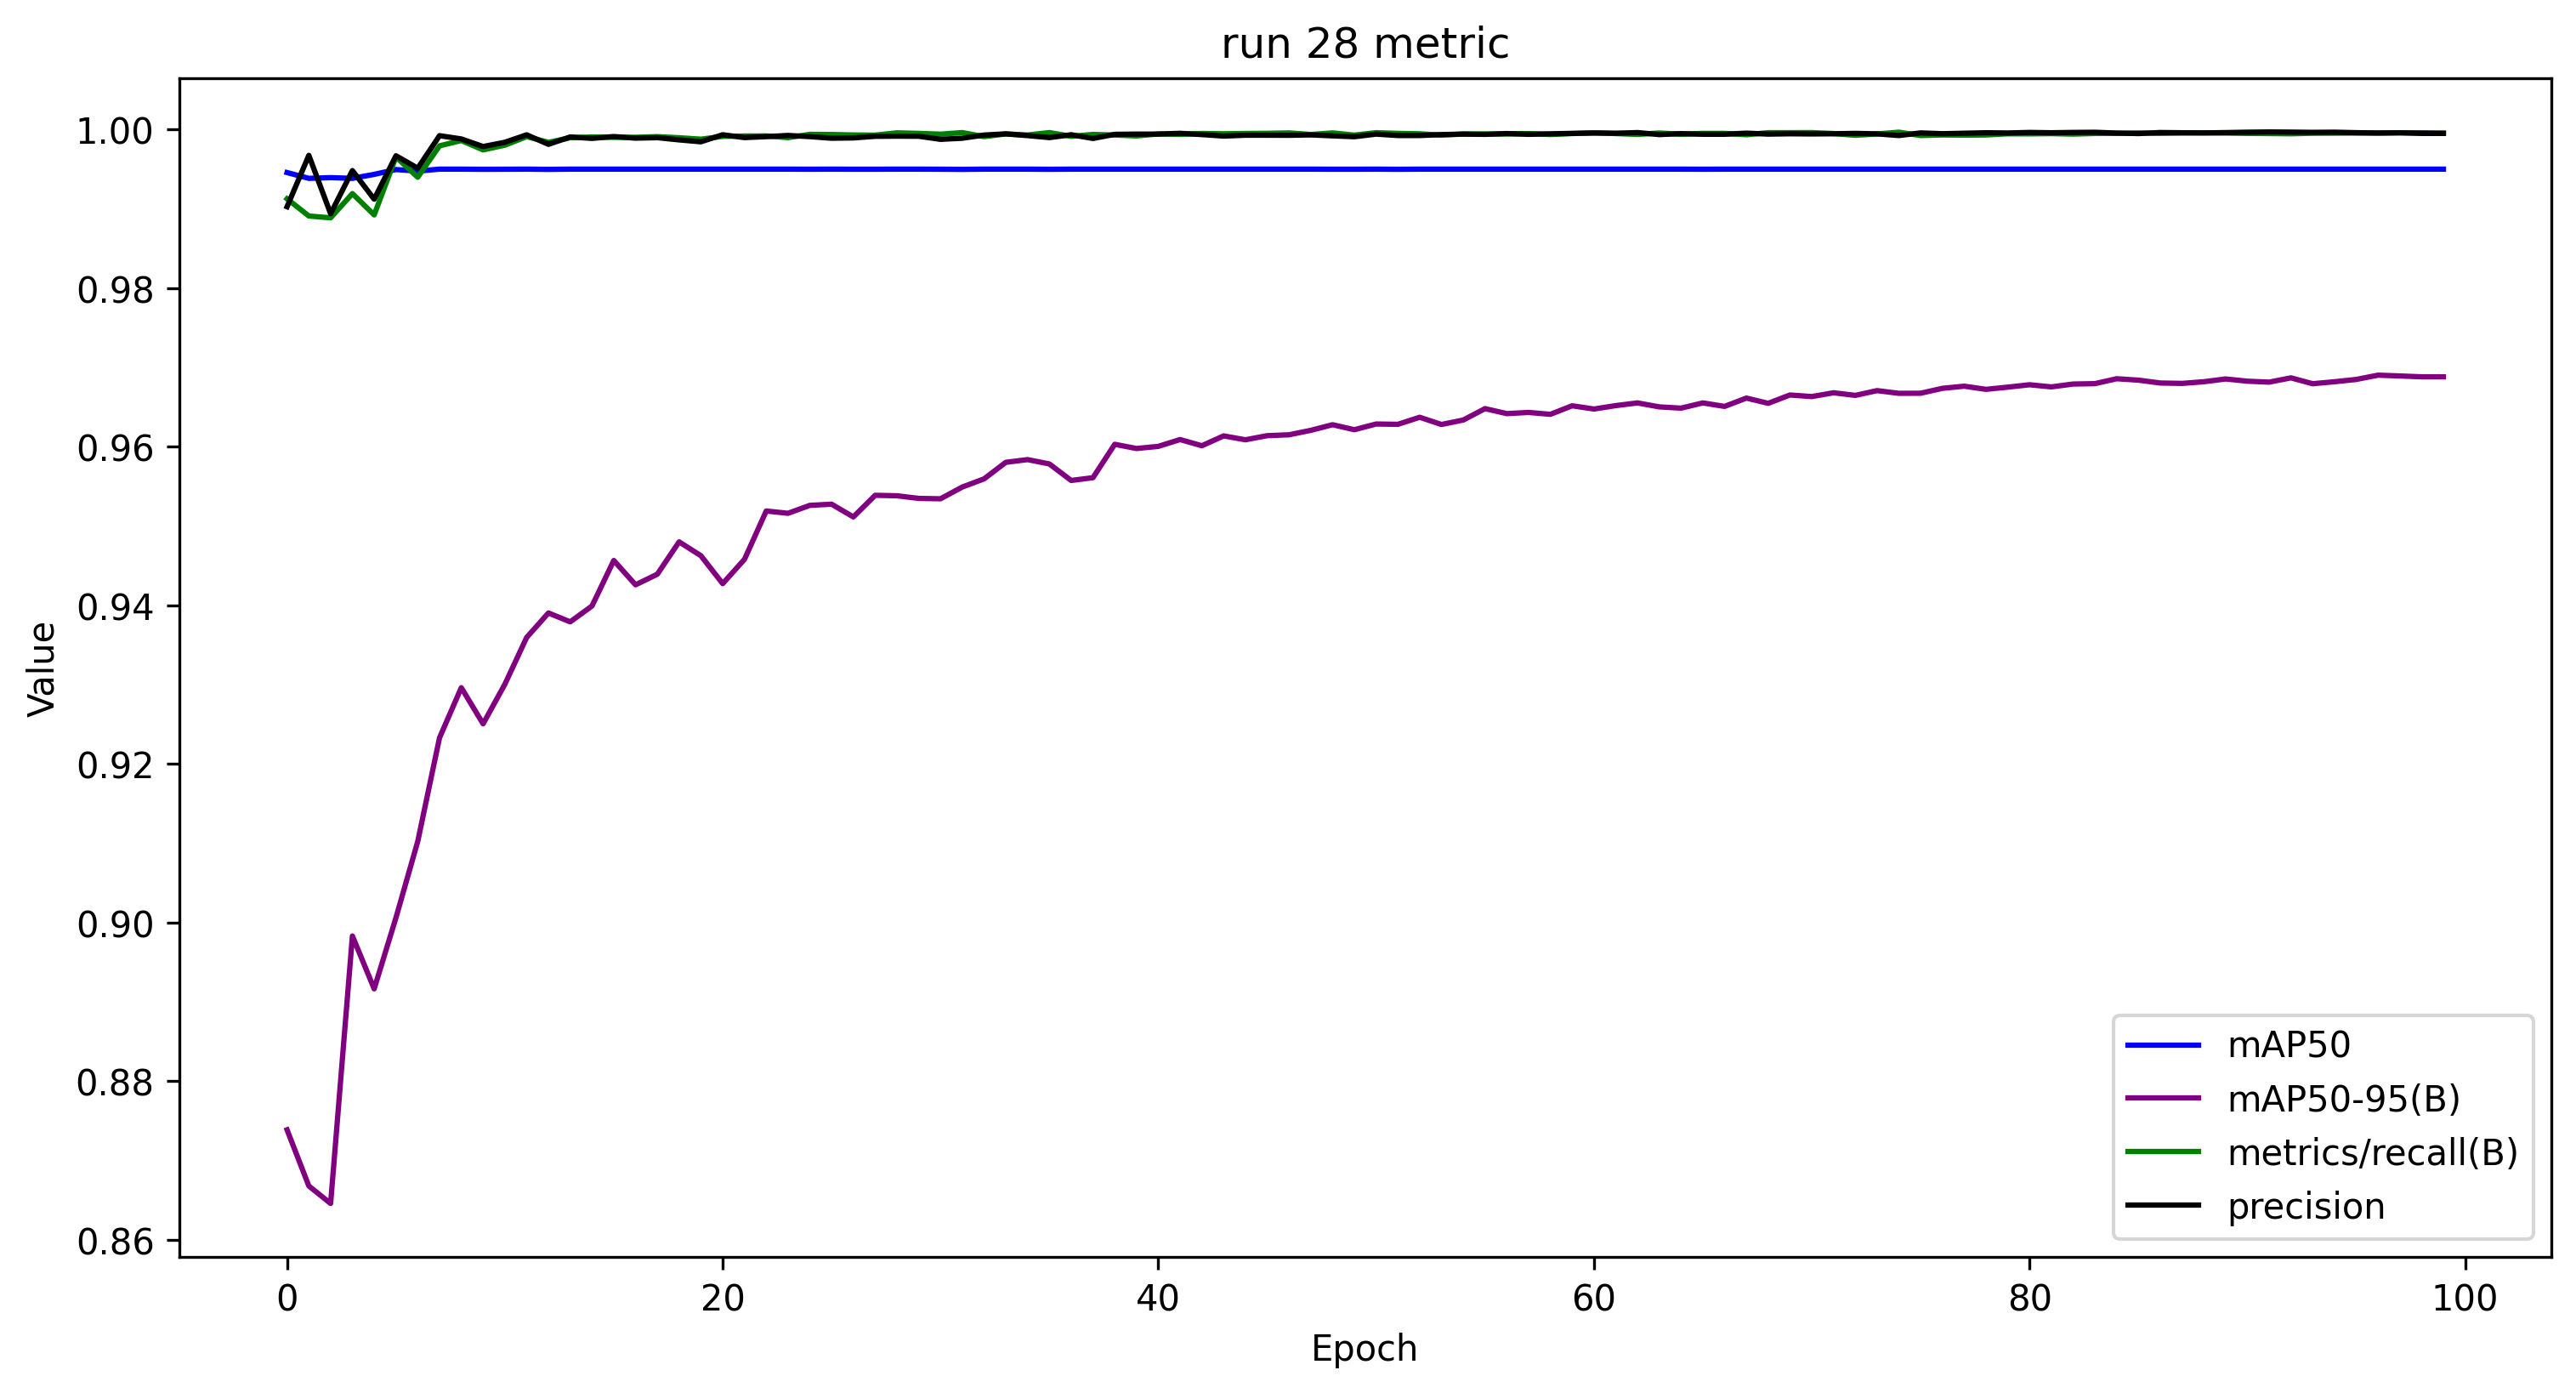 run 28 metric
1.00
0.98
0.96
0.94
0.92
0.90
0.88
0.86
Value
0 20 40 60 80 100
Epoch
mAP50
mAP50-95(B)
metrics/recall(B)
precision